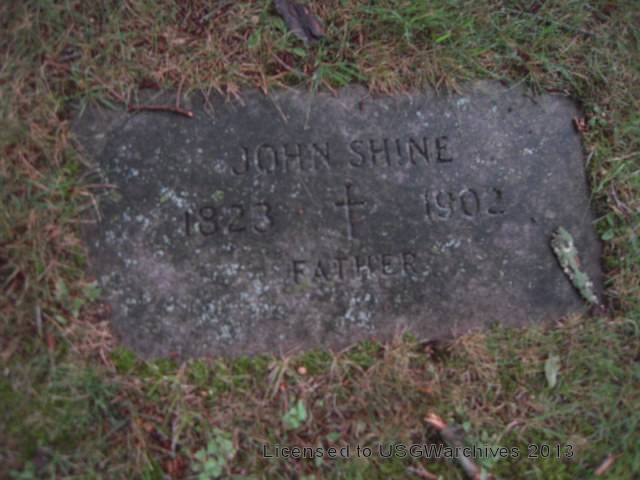 JOHN SHINE
1823 1902
FATHER
Licensed to USGWarchives 2013